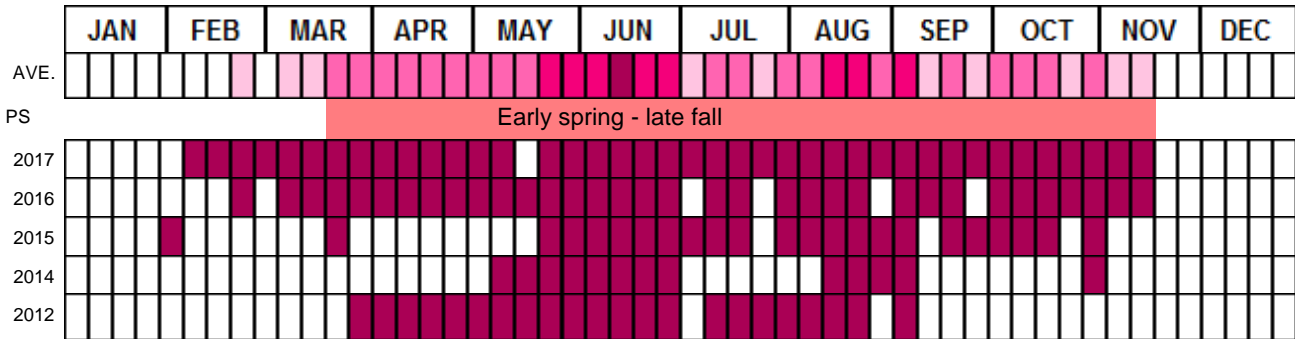 JAN FEB MAR APR MAY JUN JUL AUG SEP OCT NOV DEC
AVE.
PS Early spring - late fall
2017
2016
2015
2014
2012